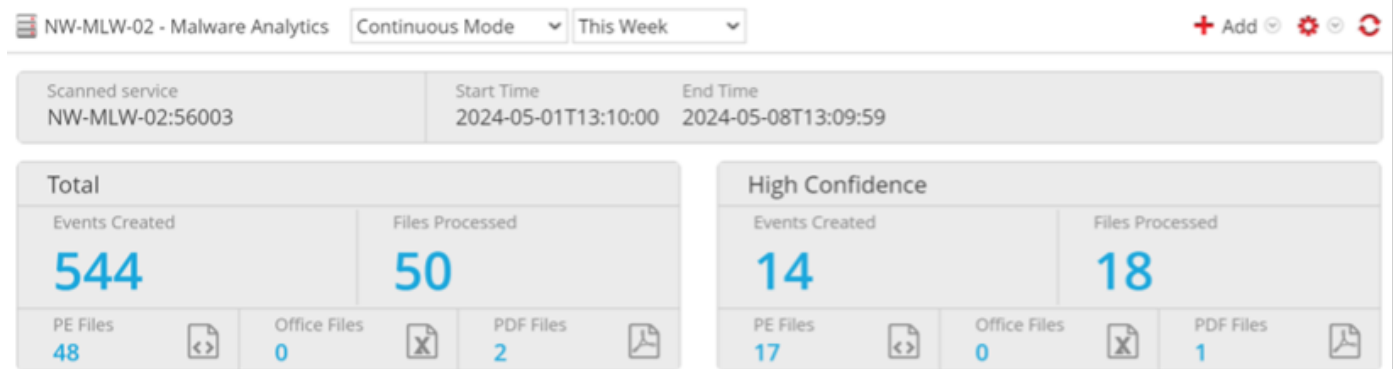 NW-MLW-02 - Malware Analytics Continuous Mode This Week Add
Scanned service Start Time End Time
NW-MLW-02:56003 2024-05-01T13:10:00 2024-05-08T13:09:59
Total High Confidence
Events Created Files Processed Events Created Files Processed
544 50 14 18
PE Files Office Files PDF Files PE Files Office Files PDF Files
48 0 2 17 0 1